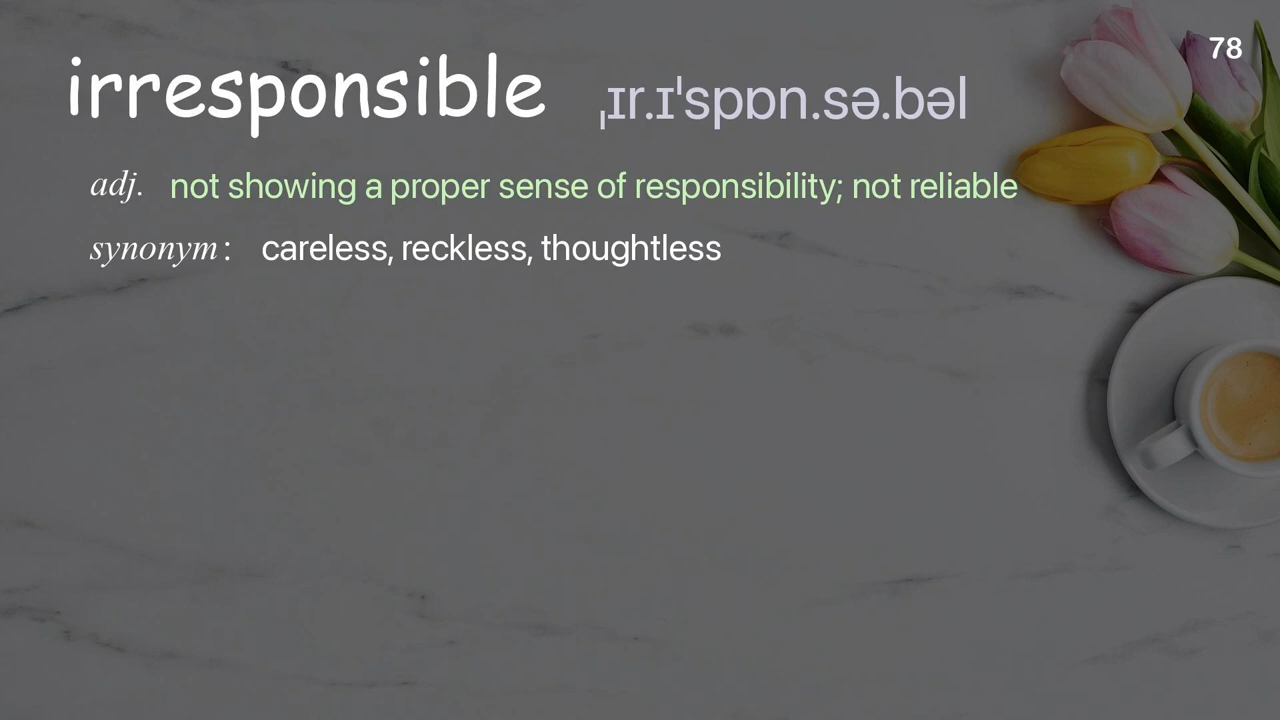 78
irresponsible ˌɪr.ɪˈspɒn.sə.bəl
adj. not showing a proper sense of responsibility; not reliable
synonym: careless, reckless, thoughtless